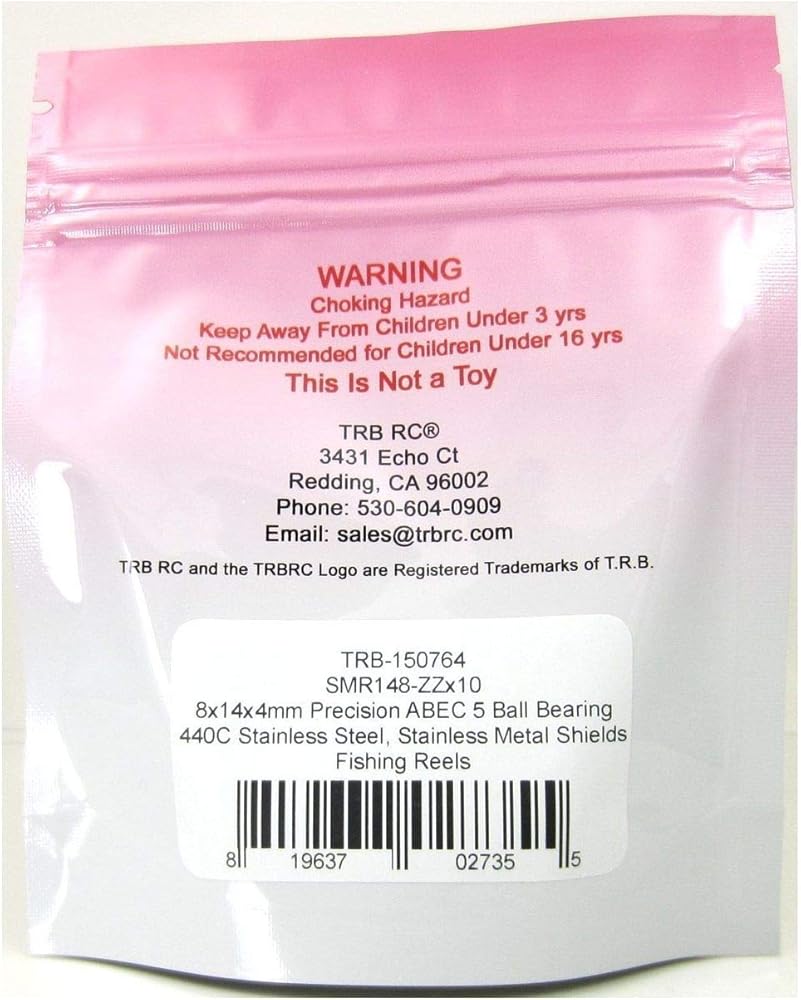 WARNING
Choking Hazard
Keep Away From Children Under 3 yrs
Not Recommended for Children Under 16 yrs
This Is Not a Toy
TRB RC®
3431 Echo Ct
Redding, CA 96002
Phone: 530-604-0909
Email: sales@trbrc.com
TRB RC and the TRBRC Logo are Registered Trademarks of T.R.B.
TRB-150764
SMR148-ZZx10
8x14x4mm Precision ABEC 5 Ball Bearing
440C Stainless Steel, Stainless Metal Shields
Fishing Reels
8 19637 02735 5